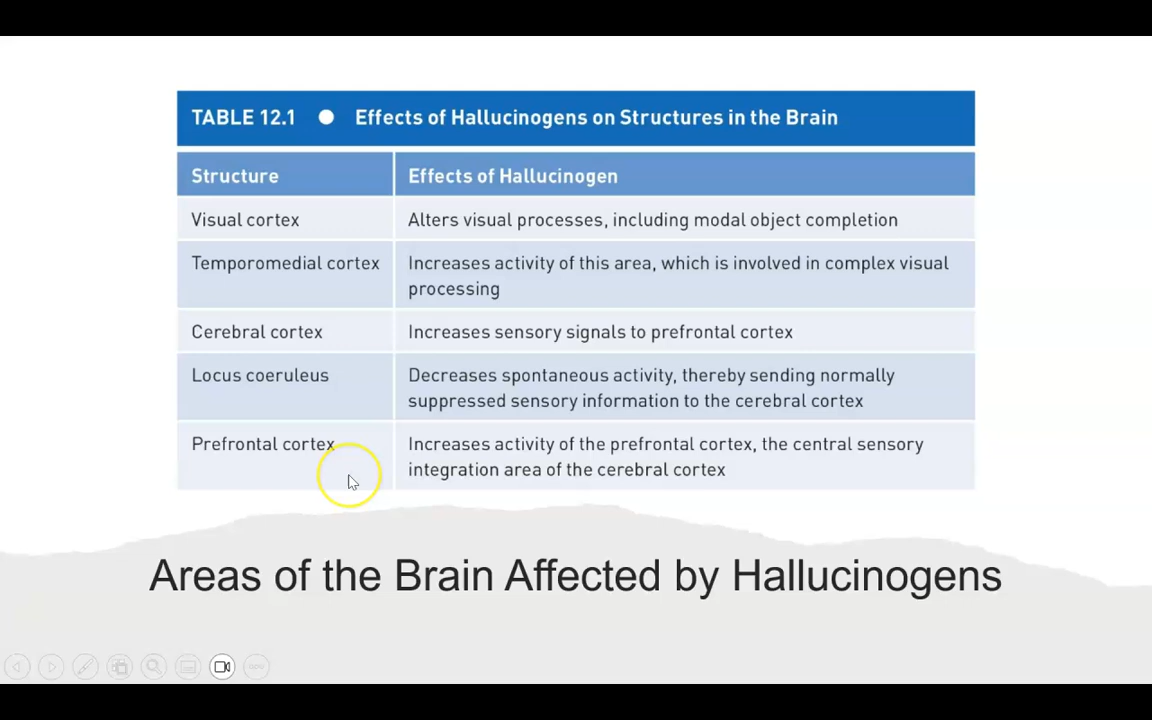 TABLE 12.1 ● Effects of Hallucinogens on Structures in the Brain
Structure Effects of Hallucinogen
Visual cortex Alters visual processes, including modal object completion
Temporomedial cortex Increases activity of this area, which is involved in complex visual
processing
Cerebral cortex Increases sensory signals to prefrontal cortex
Locus coeruleus Decreases spontaneous activity, thereby sending normally
suppressed sensory information to the cerebral cortex
Prefrontal cortex Increases activity of the prefrontal cortex, the central sensory
integration area of the cerebral cortex
Areas of the Brain Affected by Hallucinogens